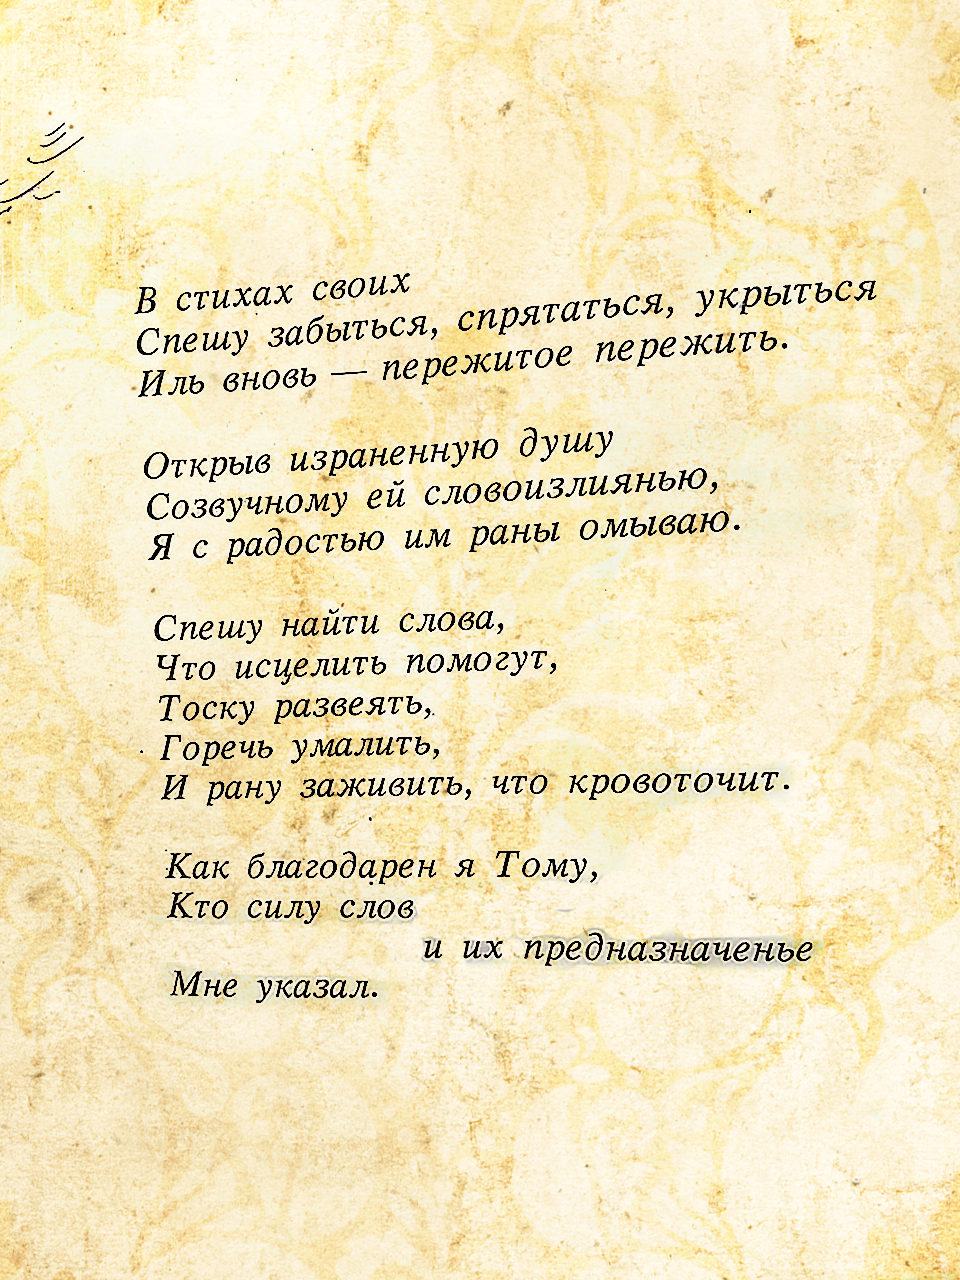 В стихах своих
Спешу забыться, спрятаться, укрыться
Иль вновь — пережитое пережить.
Открыв израненную душу
Созвучному ей словоизлиянью,
Я с радостью им раны омываю.
Спешу найти слова,
Что исцелить помогут,
Тоску развеять,
Горечь умалить,
И рану заживить, что кровоточит.
Как благодарен я Тому,
Кто силу слов
и их предназначенье
Мне указал.